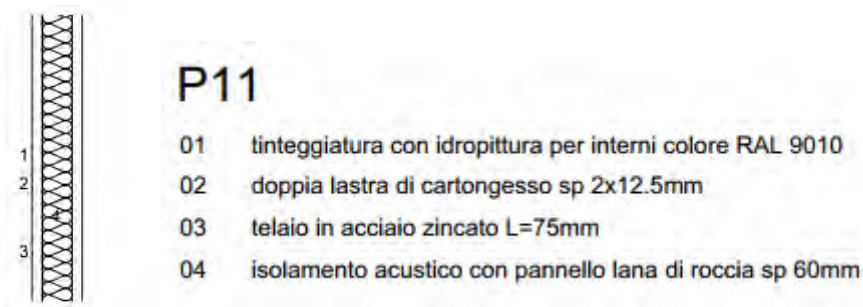 P11
01 tinteggiatura con idropittura per interni colore RAL 9010
02 doppia lastra di cartongesso sp 2x12.5mm
03 telaio in acciaio zincato L=75mm
04 isolamento acustico con pannello lana di roccia sp 60mm
1
2
4
3